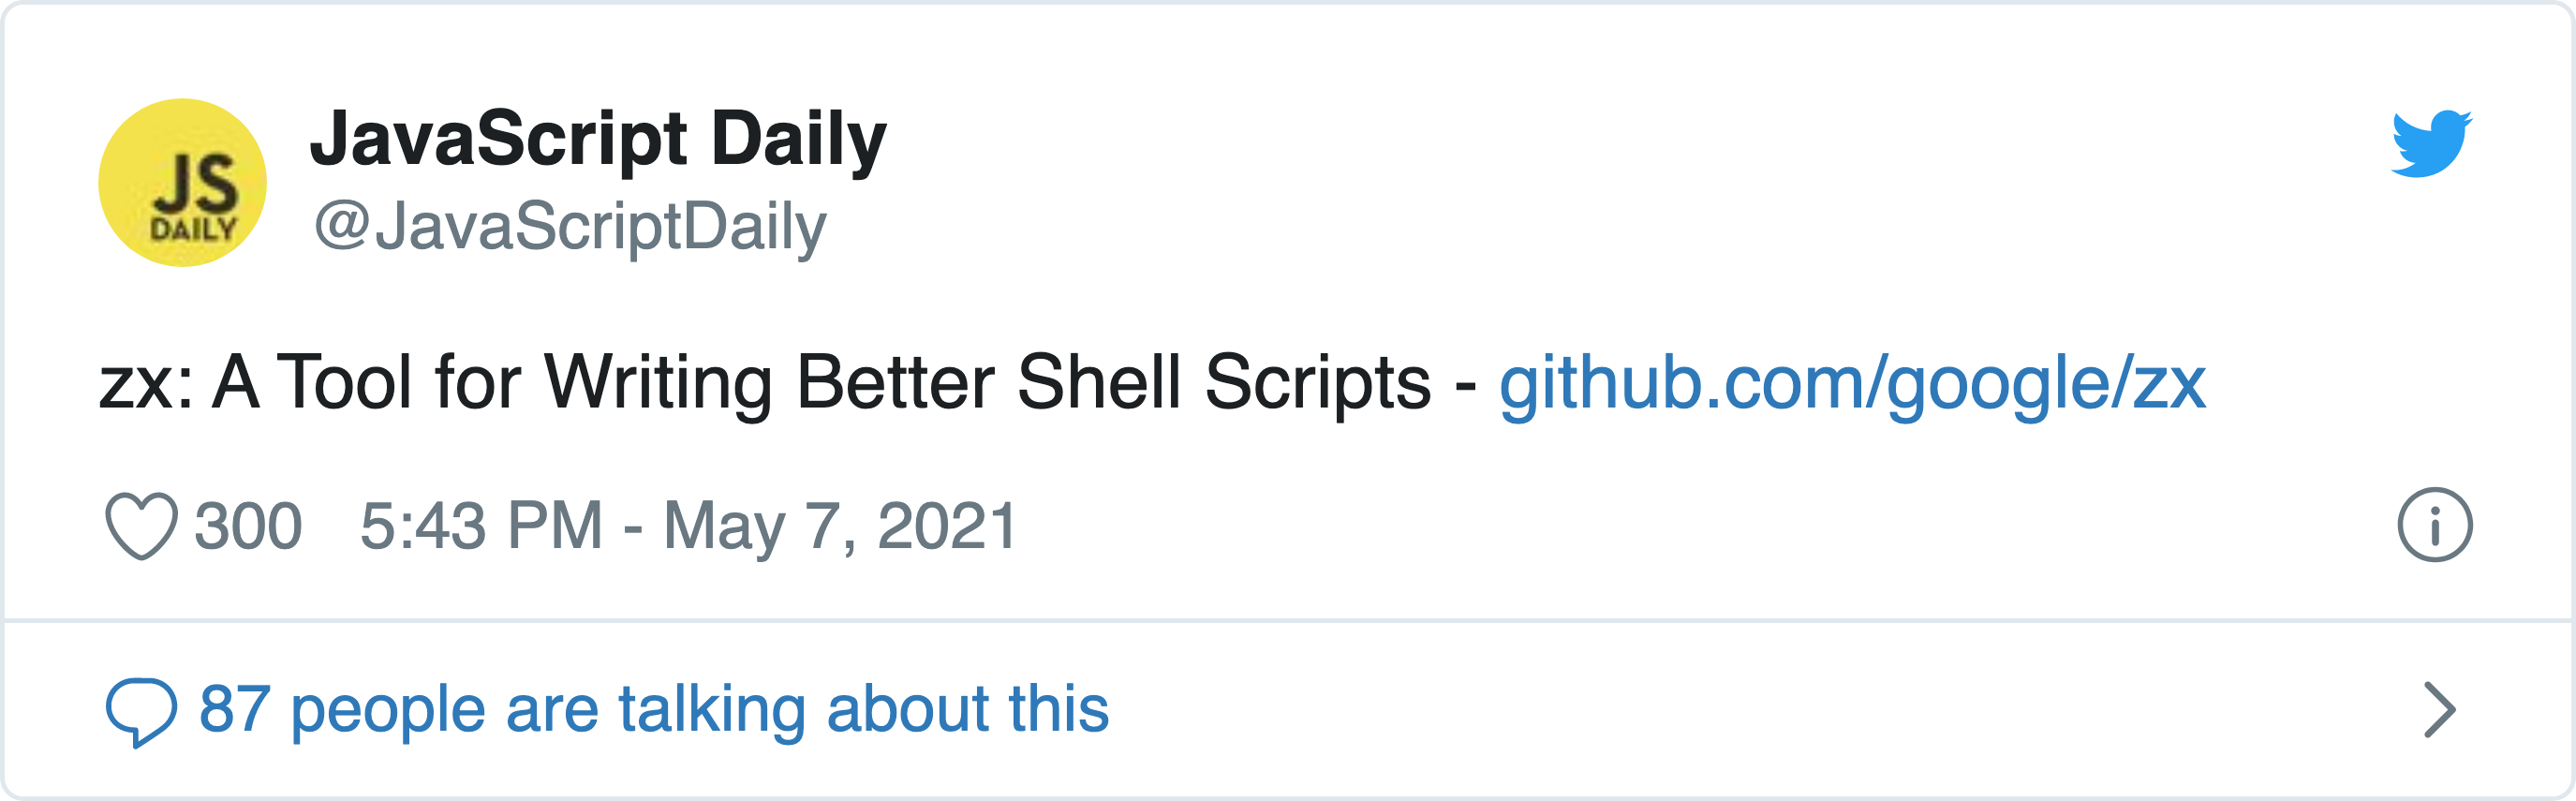 JS
DAILY
JavaScript Daily
@JavaScriptDaily
zx: A Tool for Writing Better Shell Scripts - github.com/google/zx
300 5:43 PM - May 7, 2021
87 people are talking about this